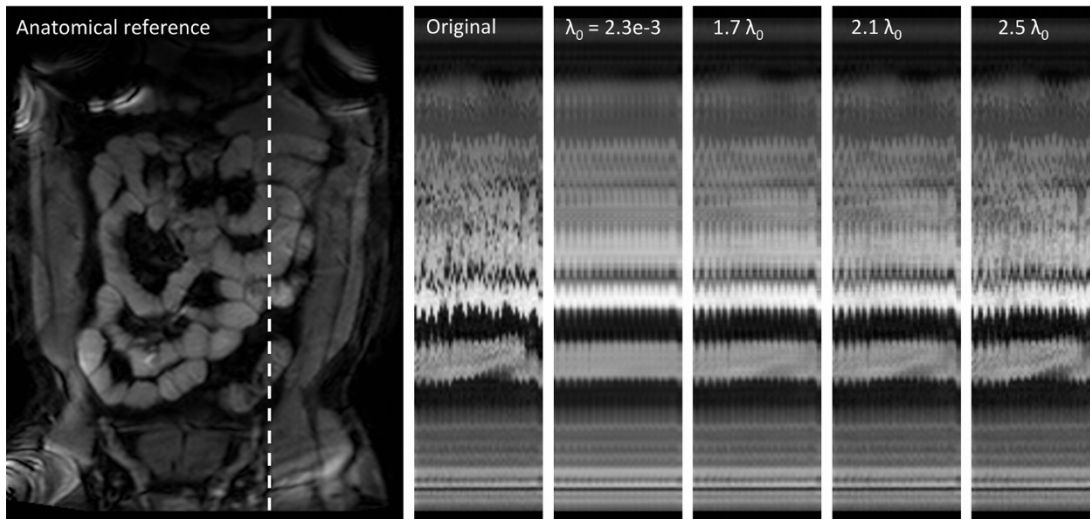 Anatomical reference
Original
λ₀ = 2.3e-3
1.7 λ₀
2.1 λ₀
2.5 λ₀